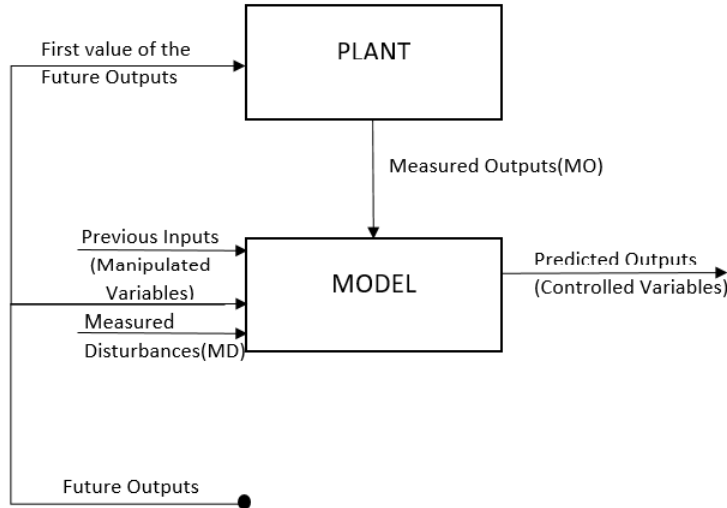 First value of the
Future Outputs
PLANT
Measured Outputs(MO)
Previous Inputs
(Manipulated
Variables)
Measured
Disturbances(MD)
MODEL
Predicted Outputs
(Controlled Variables)
Future Outputs